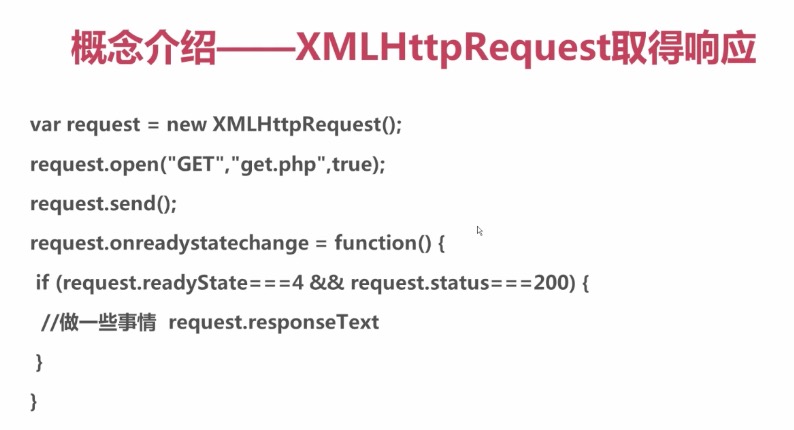 概念介绍——XMLHttpRequest取得响应
var request = new XMLHttpRequest();
request.open("GET","get.php",true);
request.send();
request.onreadystatechange = function() {
if (request.readyState===4 && request.status===200) {
//做一些事情 request.responseText
}
}